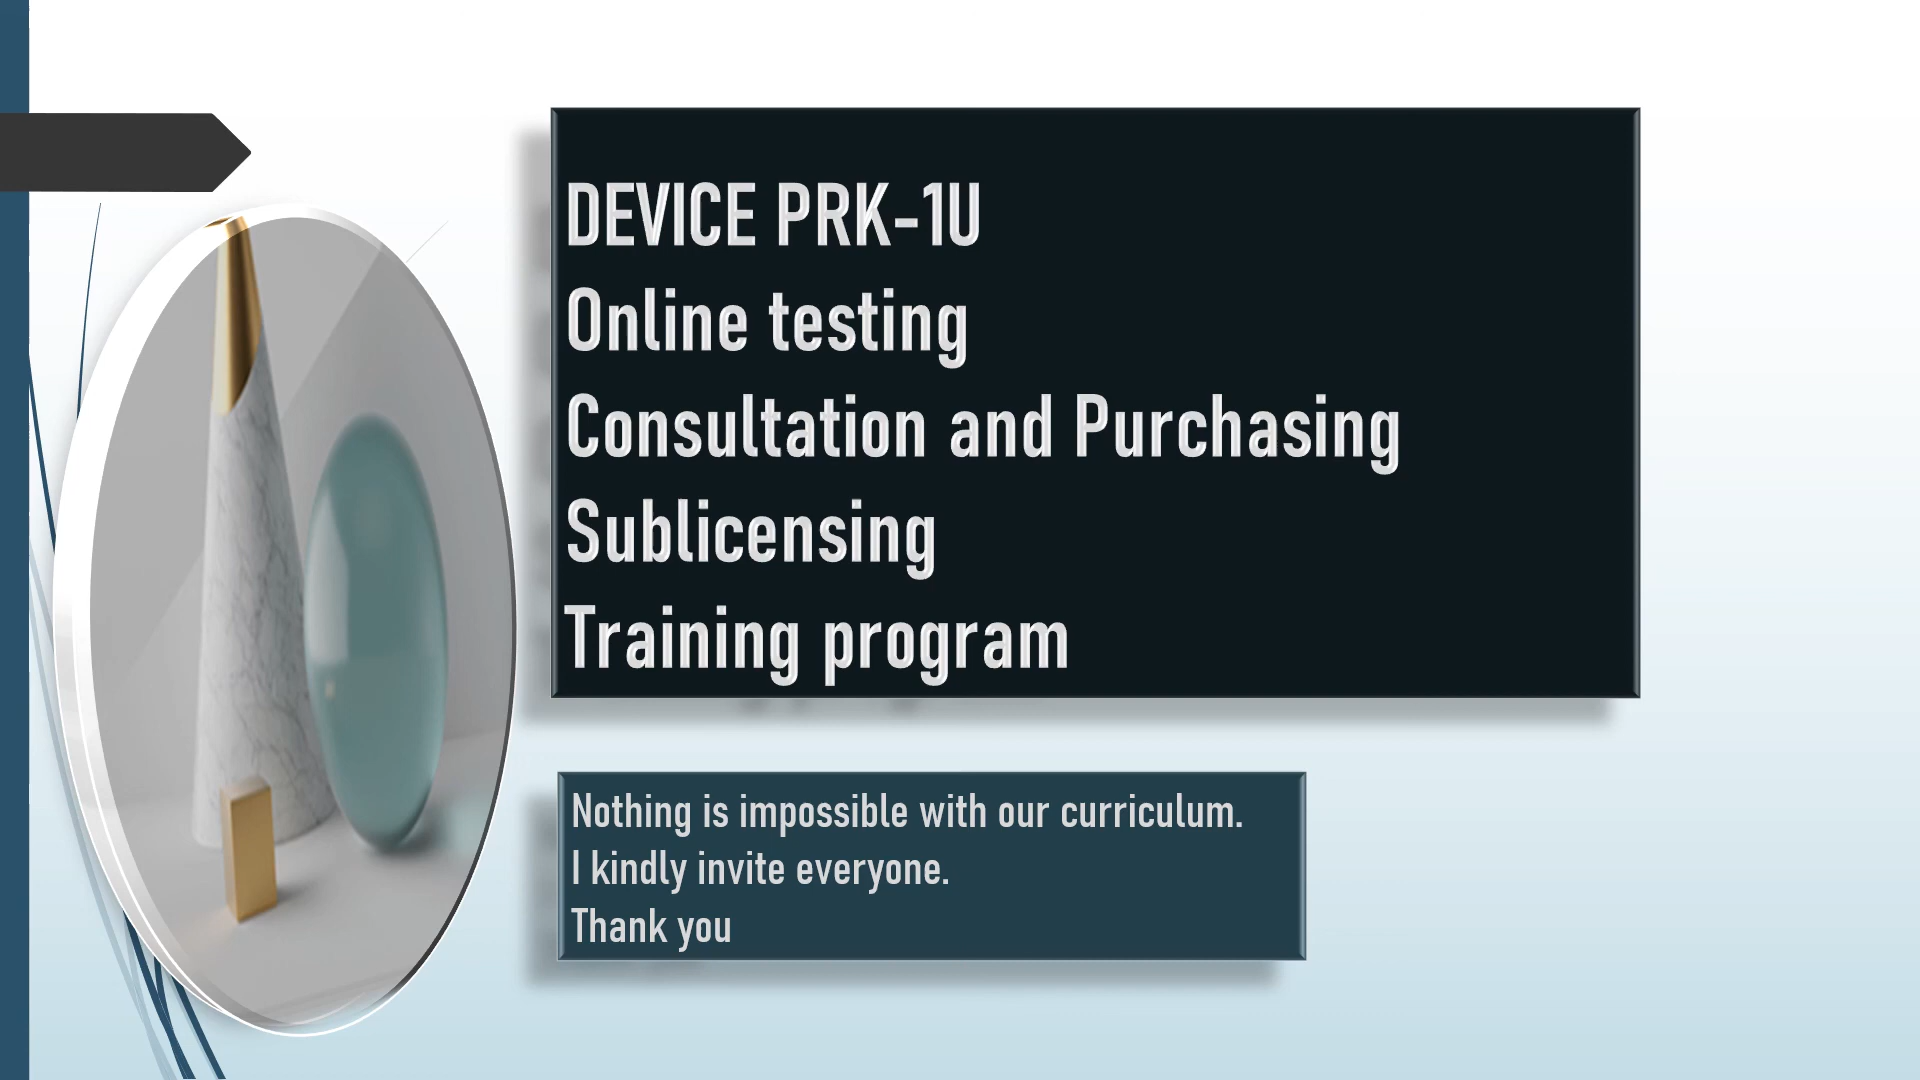 DEVICE PRK-1U
Online testing
Consultation and Purchasing
Sublicensing
Training program
Nothing is impossible with our curriculum.
I kindly invite everyone.
Thank you